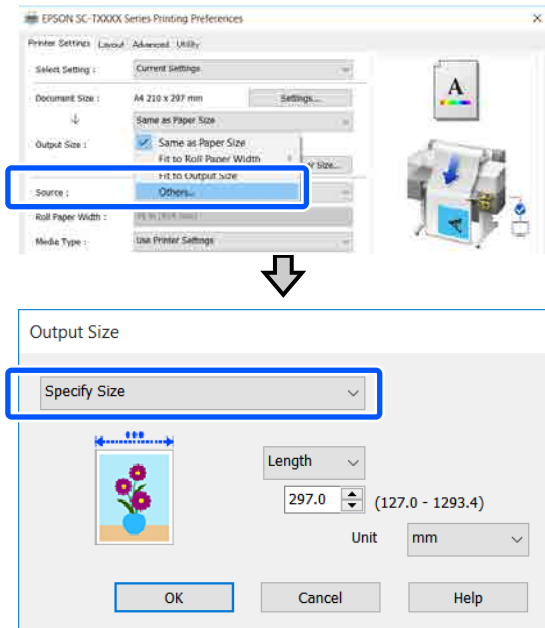 EPSON SC-TXXXX Series Printing Preferences
Printer Settings Layout Advanced Utility
Select Setting : Current Settings
Document Size : A4 210 x 297 mm Settings...
Same as Paper Size
Output Size : Same as Paper Size
Fit to Roll Paper Width
Size...
Fit to Output Size
Source : Others...
Roll Paper Width :
Media Type : Use Printer Settings
A
A
Output Size
Specify Size
Length
297.0 (127.0 - 1293.4)
Unit mm
OK Cancel Help